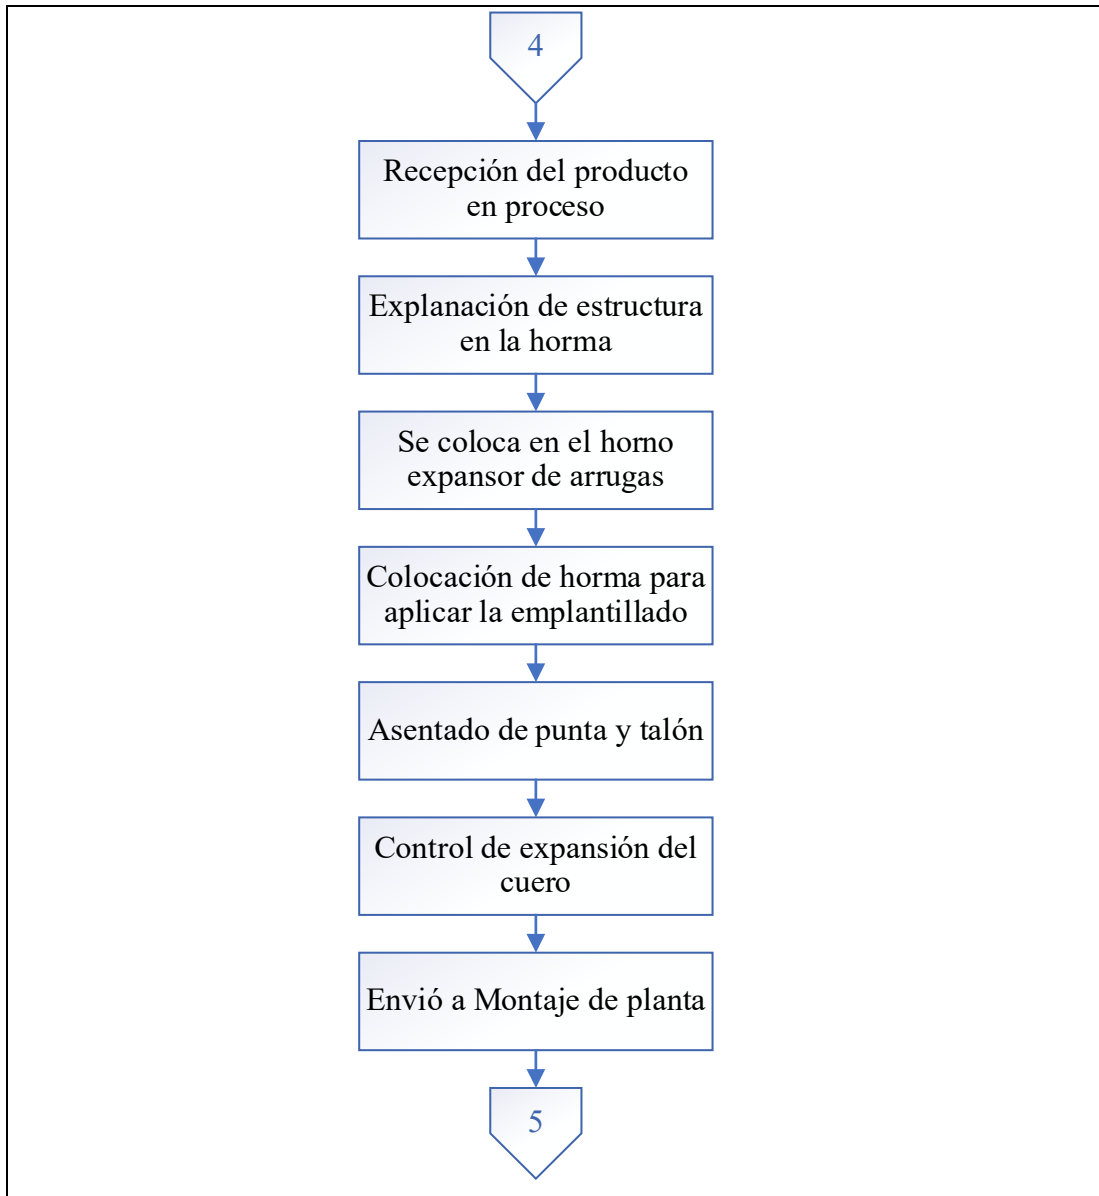 4
Recepción del producto
en proceso
Explanación de estructura
en la horma
Se coloca en el horno
expansor de arrugas
Colocación de horma para
aplicar la emplantillado
Asentado de punta y talón
Control de expansión del
cuero
Envió a Montaje de planta
5